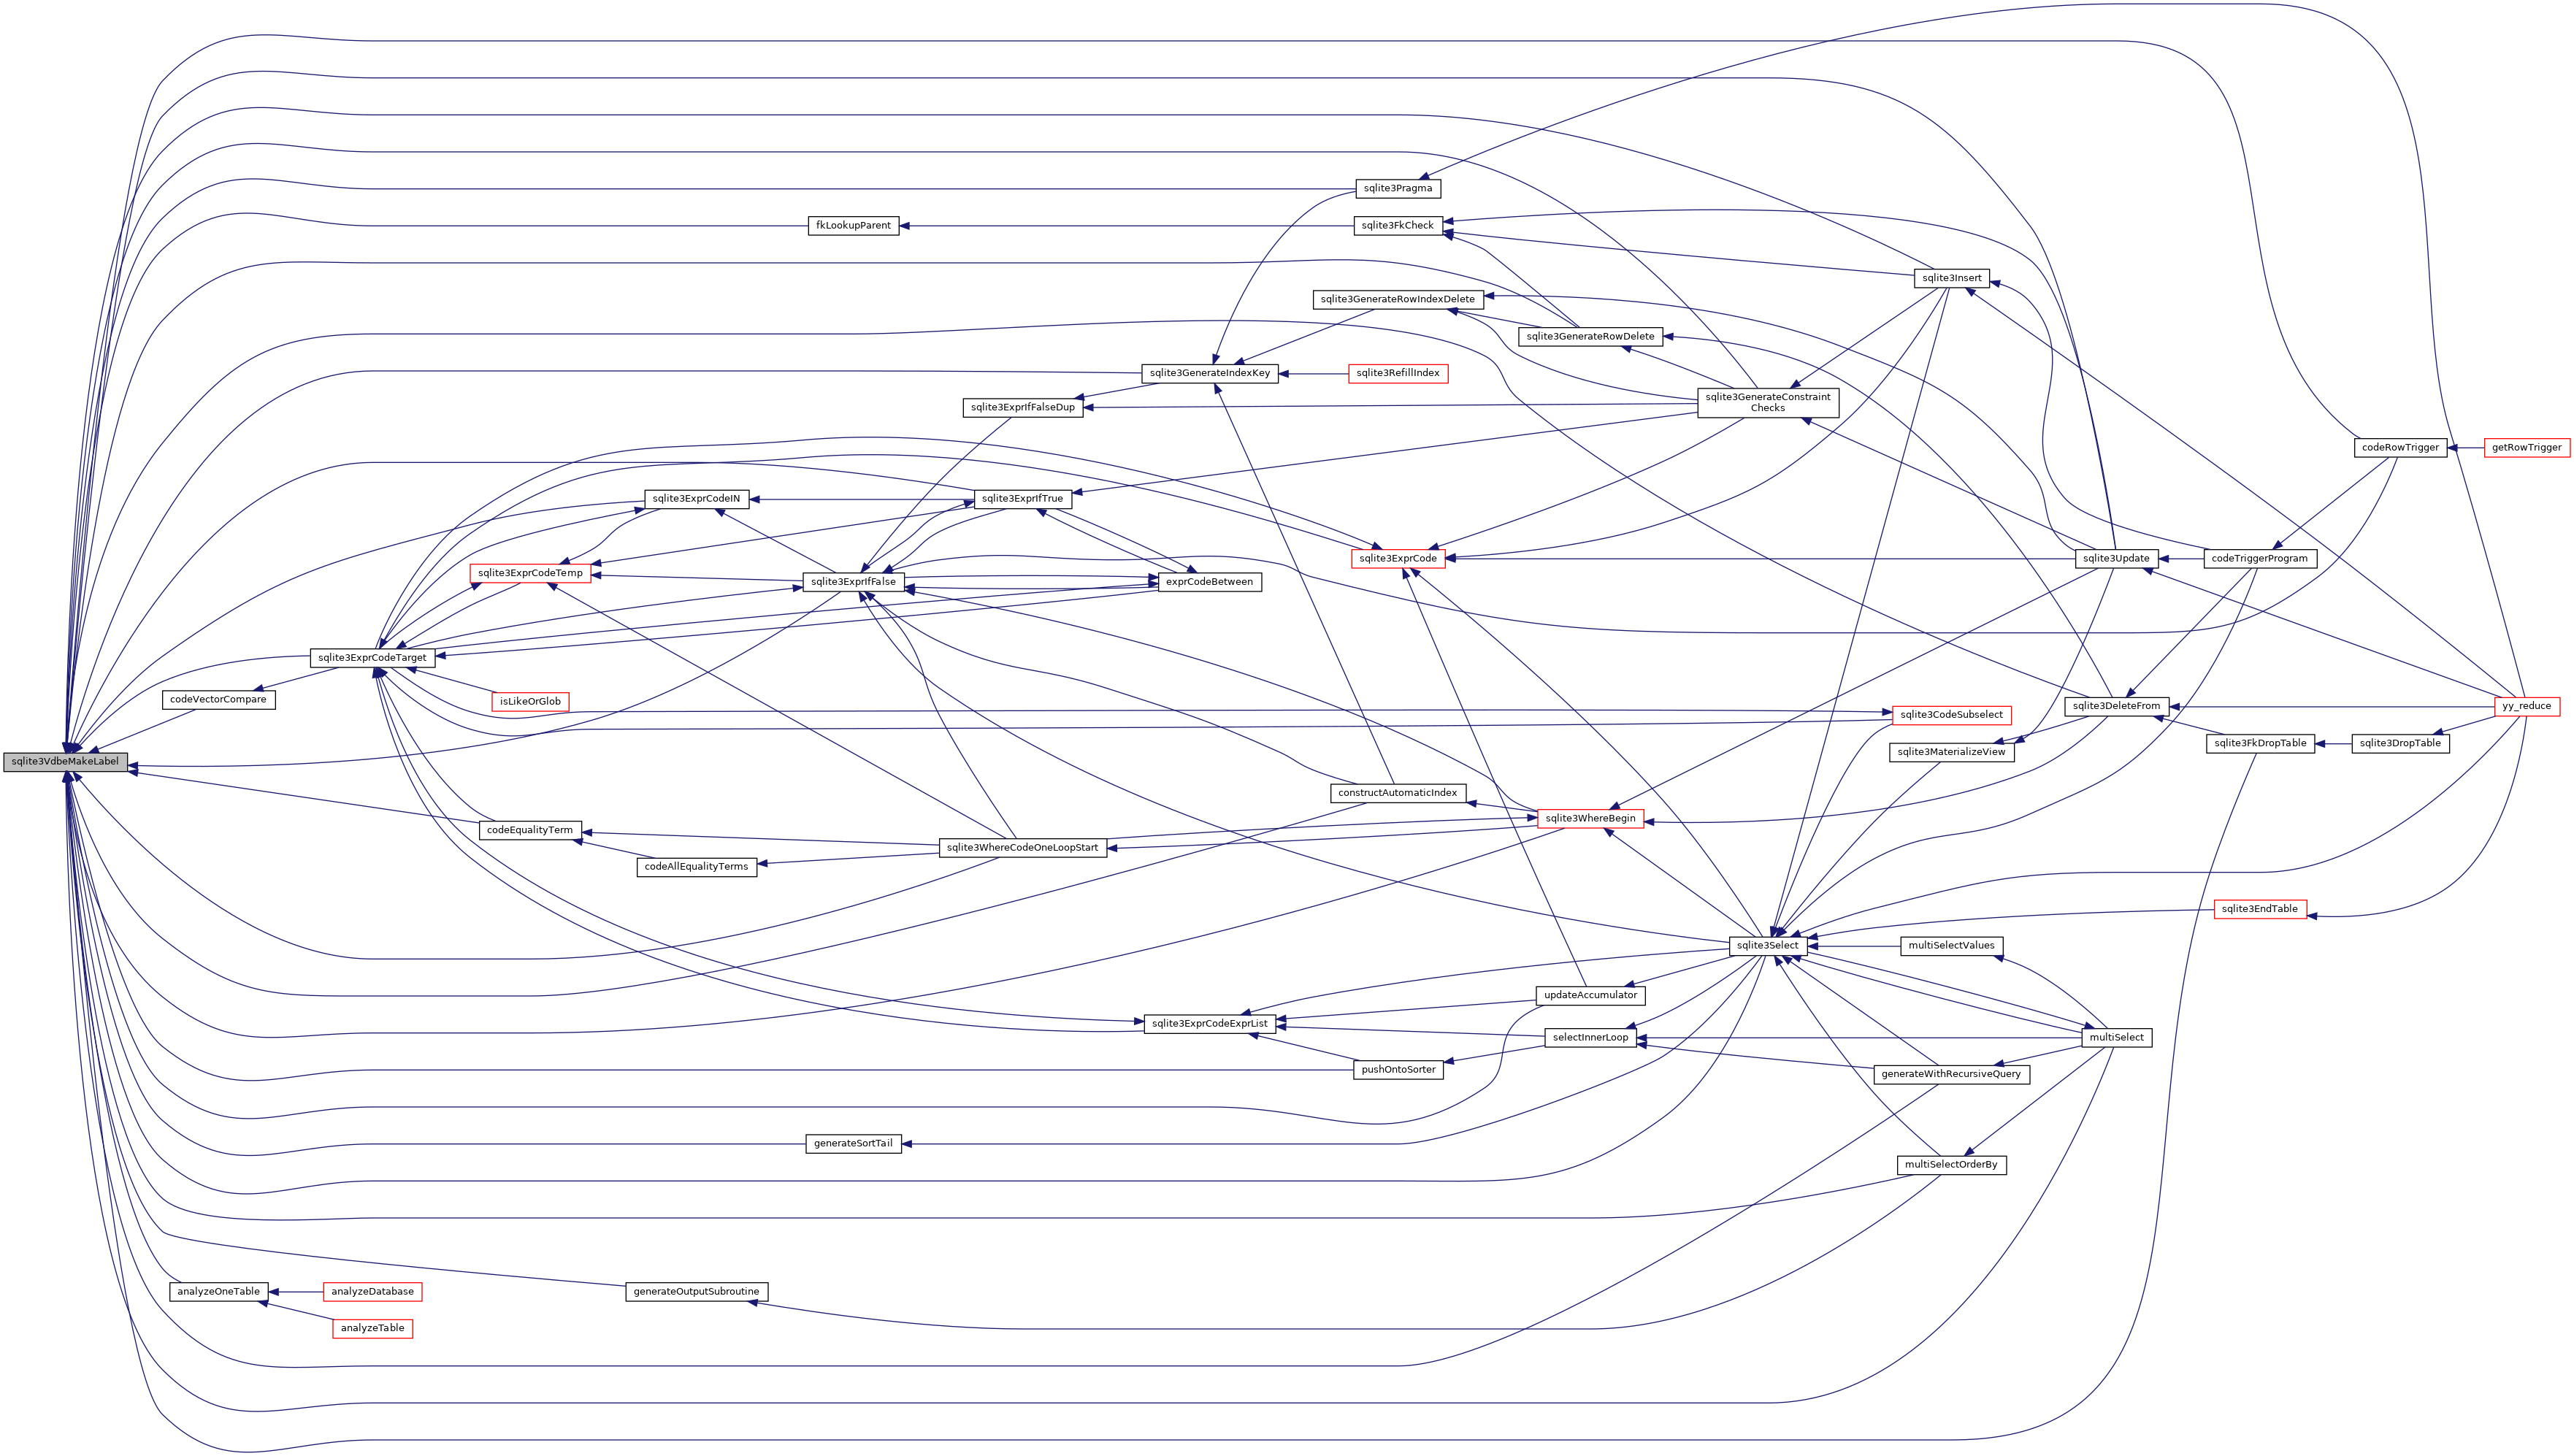 sqlite3Pragma
fkLookupParent
sqlite3FkCheck
sqlite3Insert
sqlite3GenerateRowIndexDelete
sqlite3GenerateRowDelete
sqlite3GenerateIndexKey
sqlite3RefillIndex
sqlite3ExprIfFalseDup
sqlite3GenerateConstraint
Checks
codeRowTrigger
getRowTrigger
sqlite3ExprCodeIN
sqlite3ExprIfTrue
sqlite3ExprCode
sqlite3Update
codeTriggerProgram
sqlite3ExprCodeTemp
sqlite3ExprIfFalse
exprCodeBetween
sqlite3ExprCodeTarget
codeVectorCompare
isLikeOrGlob
sqlite3CodeSubselect
sqlite3DeleteFrom
yy_reduce
sqlite3MaterializeView
sqlite3FkDropTable
sqlite3DropTable
sqlite3VdbeMakeLabel
constructAutomaticIndex
sqlite3WhereBegin
codeEqualityTerm
sqlite3WhereCodeOneLoopStart
codeAllEqualityTerms
sqlite3EndTable
sqlite3Select
multiSelectValues
updateAccumulator
sqlite3ExprCodeExprList
selectInnerLoop
multiSelect
pushOntoSorter
generateWithRecursiveQuery
generateSortTail
multiSelectOrderBy
analyzeOneTable
analyzeDatabase
generateOutputSubroutine
analyzeTable